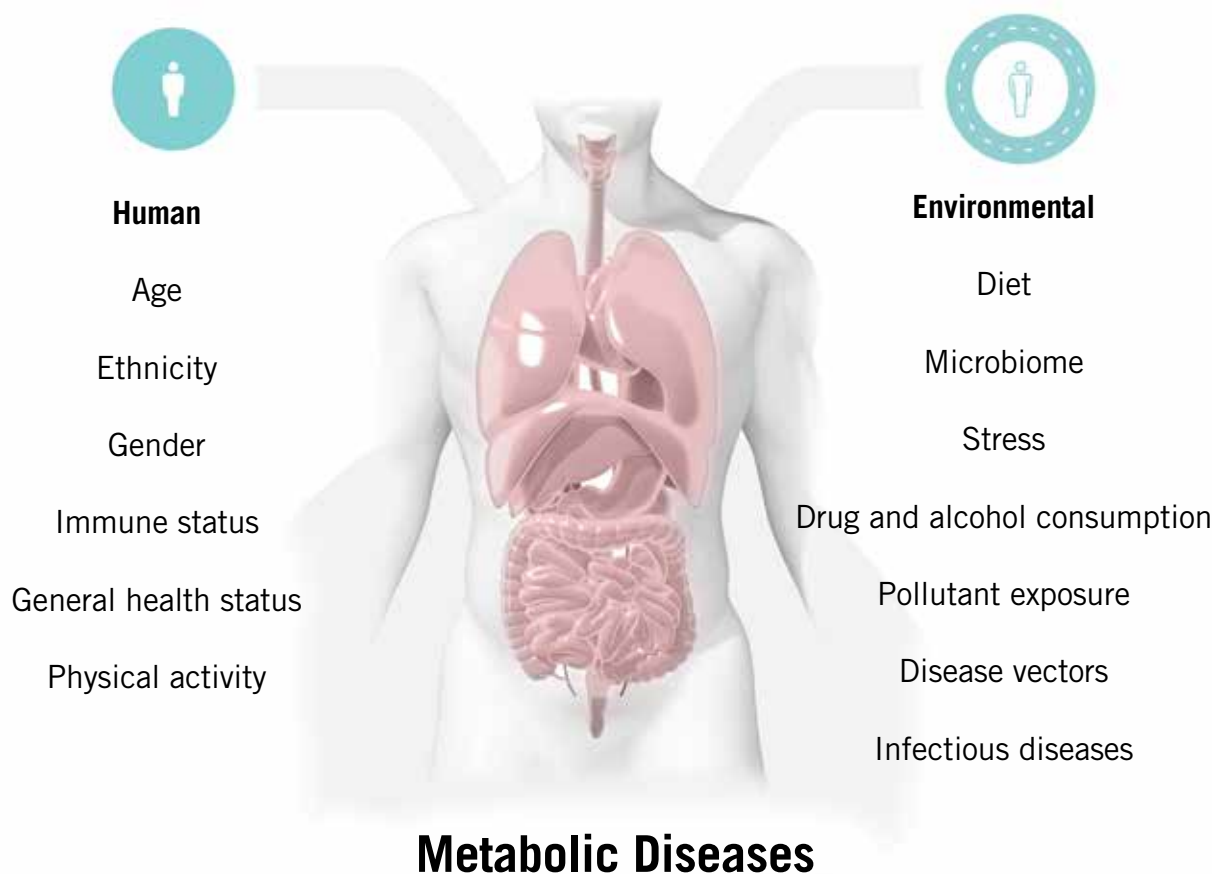 Human
Age
Ethnicity
Gender
Immune status
General health status
Physical activity
Environmental
Diet
Microbiome
Stress
Drug and alcohol consumption
Pollutant exposure
Disease vectors
Infectious diseases
Metabolic Diseases